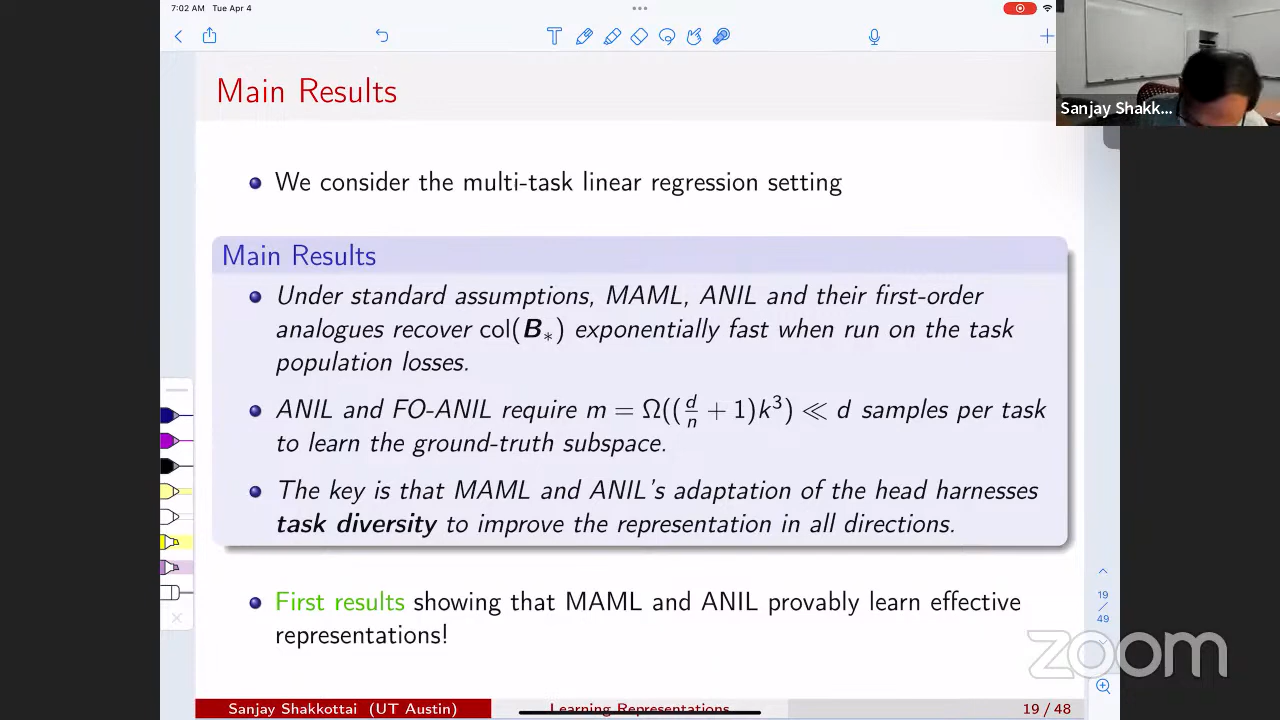 7:02 AM Tue Apr 4
Main Results
Sanjay Shakk...
We consider the multi-task linear regression setting
Main Results
Under standard assumptions, MAML, ANIL and their first-order
analogues recover col(B∗) exponentially fast when run on the task
population losses.
ANIL and FO-ANIL require m = Ω((d/n + 1)k³) ≪ d samples per task
to learn the ground-truth subspace.
The key is that MAML and ANIL's adaptation of the head harnesses
task diversity to improve the representation in all directions.
First results showing that MAML and ANIL provably learn effective
representations!
19
/
49
zoom
Sanjay Shakkottai (UT Austin) Learning Representations 19 / 48